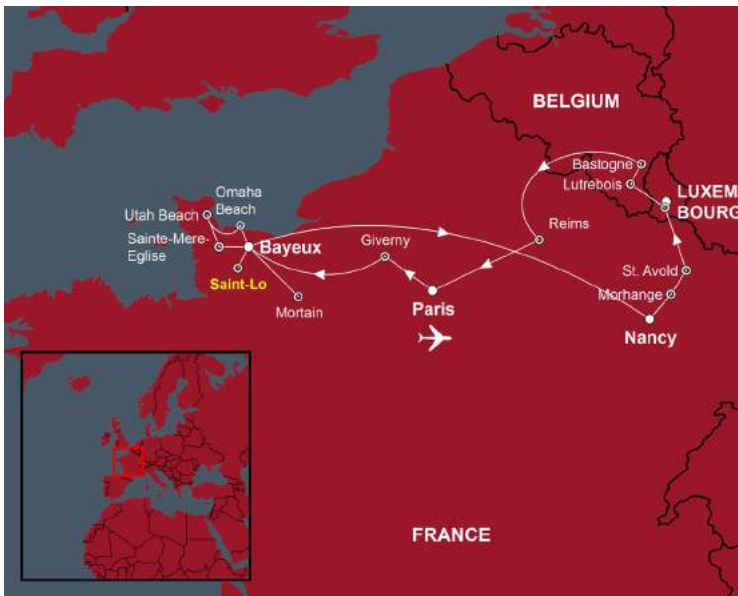 BELGIUM
Bastogne
Lutrebois
LUXEM
BOURG
Omaha
Beach
Utah Beach
Sainte-Mere-
Eglise
Bayeux
Giverny
Reims
Saint-Lo
St. Avold
Mortain
Paris
Morhange
Nancy
FRANCE